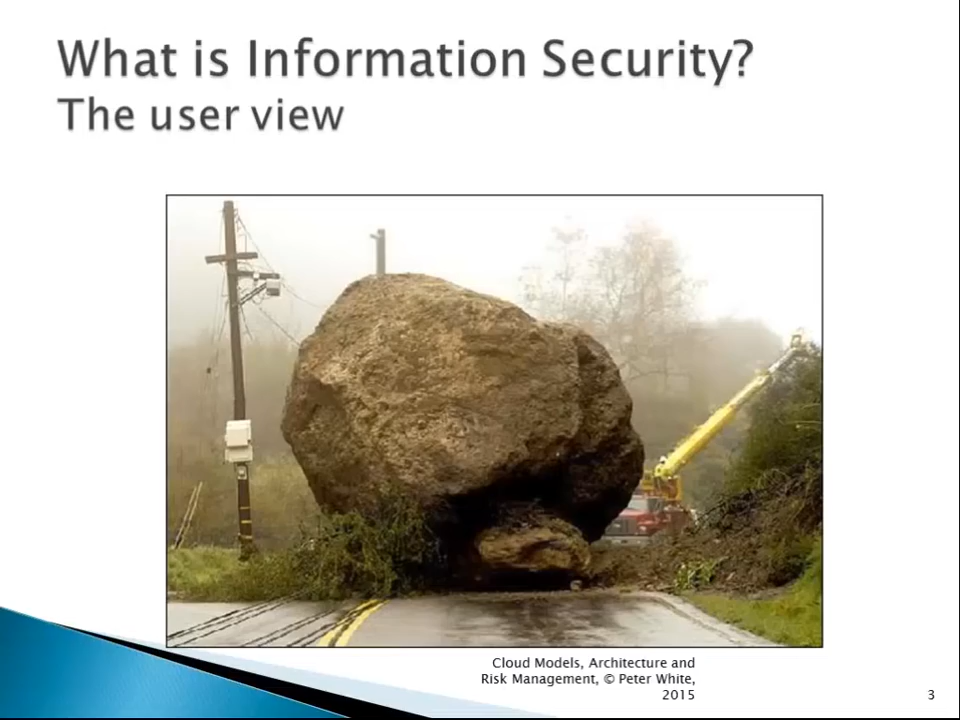 What is Information Security?
The user view
Cloud Models, Architecture and
Risk Management, © Peter White,
2015
3